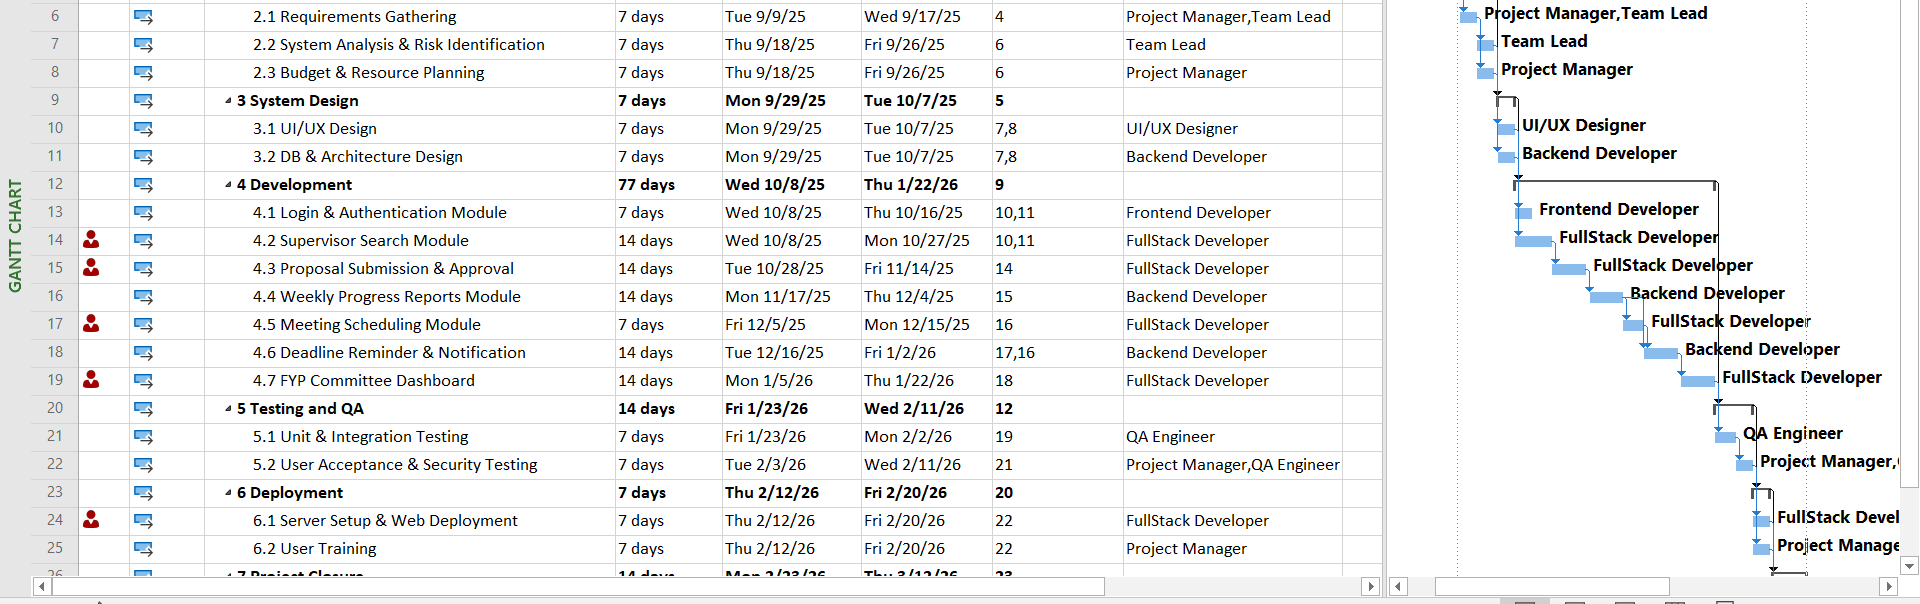 GANTT CHART
6 2.1 Requirements Gathering 7 days Tue 9/9/25 Wed 9/17/25 4 Project Manager,Team Lead
7 2.2 System Analysis & Risk Identification 7 days Thu 9/18/25 Fri 9/26/25 6 Team Lead
8 2.3 Budget & Resource Planning 7 days Thu 9/18/25 Fri 9/26/25 6 Project Manager
9 3 System Design 7 days Mon 9/29/25 Tue 10/7/25 5
10 3.1 UI/UX Design 7 days Mon 9/29/25 Tue 10/7/25 7,8 UI/UX Designer
11 3.2 DB & Architecture Design 7 days Mon 9/29/25 Tue 10/7/25 7,8 Backend Developer
12 4 Development 77 days Wed 10/8/25 Thu 1/22/26 9
13 4.1 Login & Authentication Module 7 days Wed 10/8/25 Thu 10/16/25 10,11 Frontend Developer
14 4.2 Supervisor Search Module 14 days Wed 10/8/25 Mon 10/27/25 10,11 FullStack Developer
15 4.3 Proposal Submission & Approval 14 days Tue 10/28/25 Fri 11/14/25 14 FullStack Developer
16 4.4 Weekly Progress Reports Module 14 days Mon 11/17/25 Thu 12/4/25 15 Backend Developer
17 4.5 Meeting Scheduling Module 7 days Fri 12/5/25 Mon 12/15/25 16 FullStack Developer
18 4.6 Deadline Reminder & Notification 14 days Tue 12/16/25 Fri 1/2/26 17,16 Backend Developer
19 4.7 FYP Committee Dashboard 14 days Mon 1/5/26 Thu 1/22/26 18 FullStack Developer
20 5 Testing and QA 14 days Fri 1/23/26 Wed 2/11/26 12
21 5.1 Unit & Integration Testing 7 days Fri 1/23/26 Mon 2/2/26 19 QA Engineer
22 5.2 User Acceptance & Security Testing 7 days Tue 2/3/26 Wed 2/11/26 21 Project Manager,QA Engineer
23 6 Deployment 7 days Thu 2/12/26 Fri 2/20/26 20
24 6.1 Server Setup & Web Deployment 7 days Thu 2/12/26 Fri 2/20/26 22 FullStack Developer
25 6.2 User Training 7 days Thu 2/12/26 Fri 2/20/26 22 Project Manager
26 7 Project Closure 14 days Mon 2/23/26 Thu 3/12/26 23
Project Manager,Team Lead
Team Lead
Project Manager
UI/UX Designer
Backend Developer
Frontend Developer
FullStack Developer
FullStack Developer
Backend Developer
FullStack Developer
Backend Developer
FullStack Developer
QA Engineer
Project Manager,
FullStack Devel
Project Manage